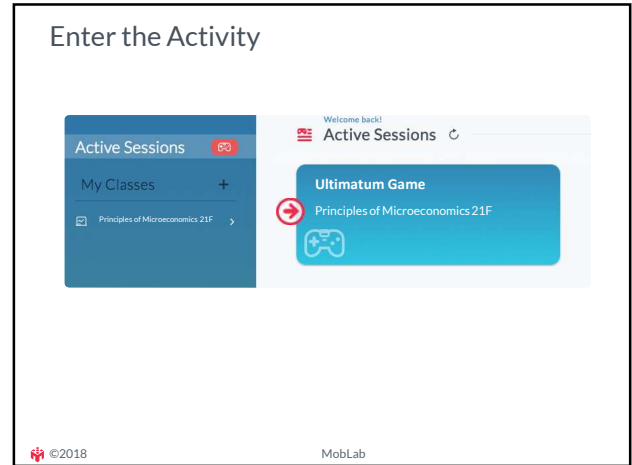 Enter the Activity
Active Sessions
My Classes +
Principles of Microeconomics 21F >
Welcome back!
Active Sessions
Ultimatum Game
Principles of Microeconomics 21F
©2018
MobLab